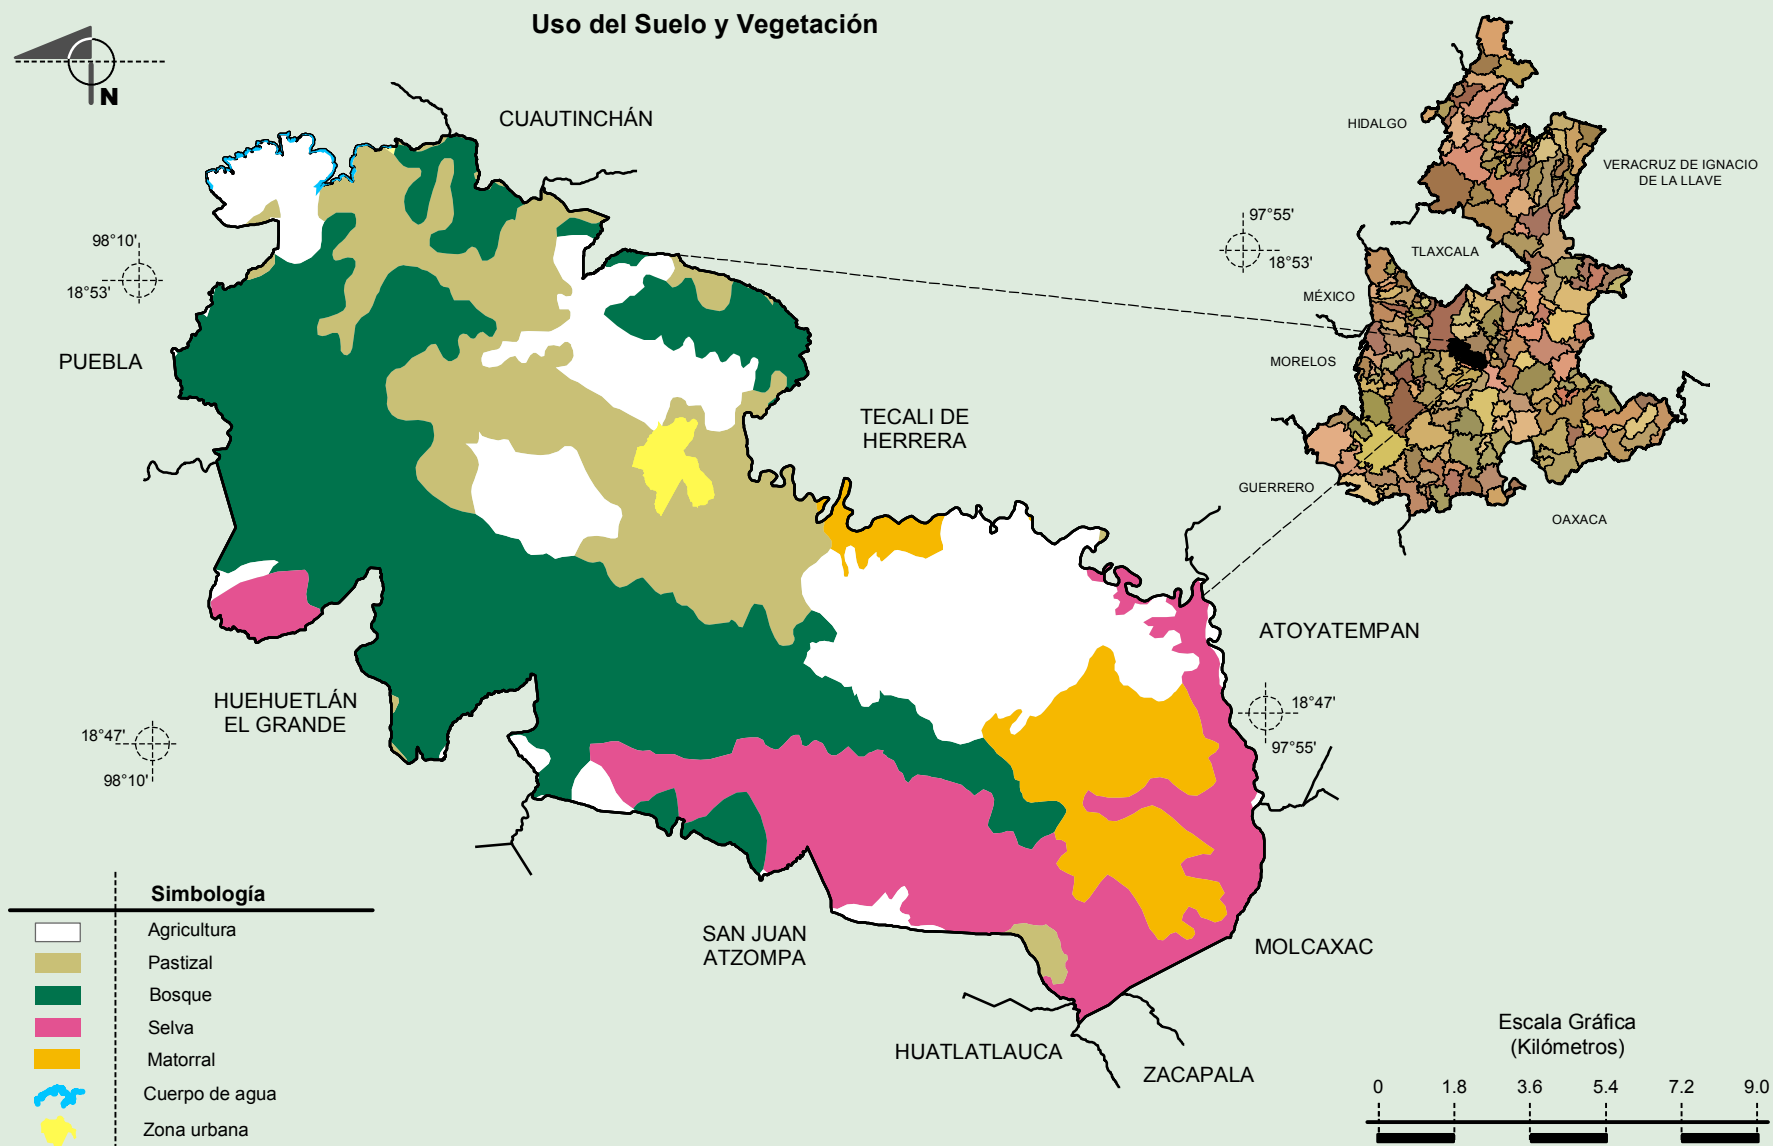 Uso del Suelo y Vegetación
N
CUAUTINCHÁN
HIDALGO
VERACRUZ DE IGNACIO
DE LA LLAVE
98°10'
18°53'
97°55'
18°53'
TLAXCALA
MÉXICO
MORELOS
PUEBLA
TECALI DE
HERRERA
GUERRERO
OAXACA
ATOYATEMPAN
HUEHUETLÁN
EL GRANDE
18°47'
98°10'
18°47'
97°55'
Simbología
Agricultura
Pastizal
Bosque
Selva
Matorral
Cuerpo de agua
Zona urbana
SAN JUAN
ATZOMPA
MOLCAXAC
HUATLATLAUCA
ZACAPALA
Escala Gráfica
(Kilómetros)
0 1.8 3.6 5.4 7.2 9.0